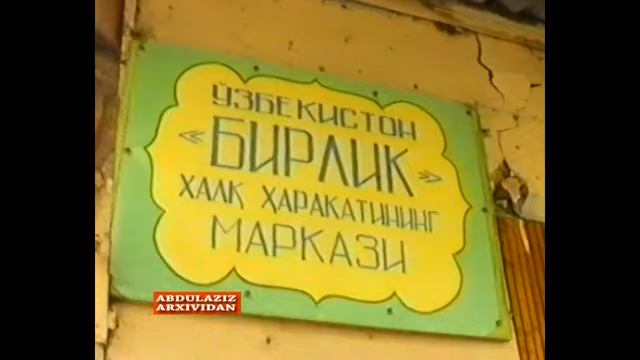 ЎЗБЕКИСТОН
«БИРЛИК»
ХАЛҚ ҲАРАКАТИНИНГ
МАРКАЗИ
ABDULAZIZ
ARXIVIDAN